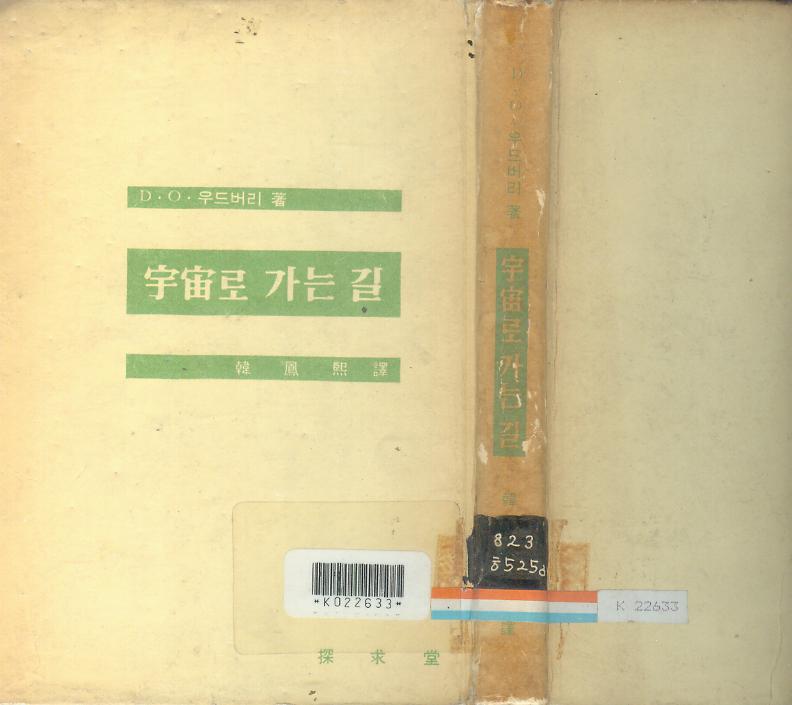 D·O·우드버리 著
宇宙로 가는 길
韓鳳熙 譯
*K022633*
探求堂
D·O·우드버리 著
宇宙로 가는 길
韓
譯
823
ㅎ525
K 22633